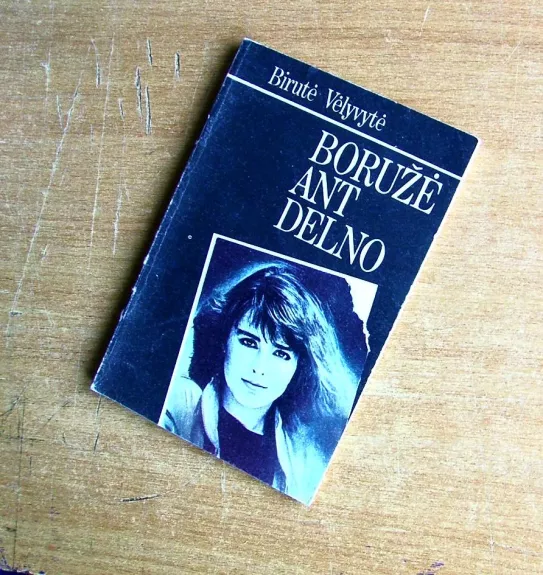 Birutė Vėlyvytė
BORUŽĖ
ANT
DELNO